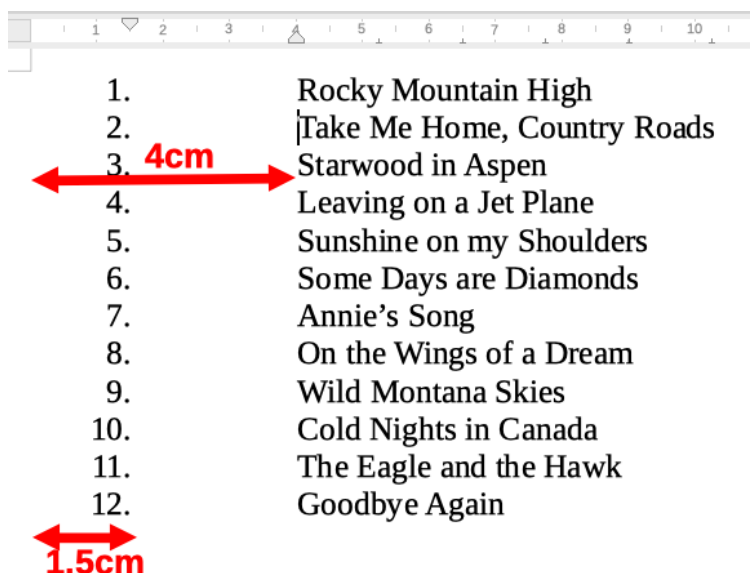 1 2 3 4 5 6 7 8 9 10
1. Rocky Mountain High
2. Take Me Home, Country Roads
3. Starwood in Aspen
4cm
4. Leaving on a Jet Plane
5. Sunshine on my Shoulders
6. Some Days are Diamonds
7. Annie’s Song
8. On the Wings of a Dream
9. Wild Montana Skies
10. Cold Nights in Canada
11. The Eagle and the Hawk
12. Goodbye Again
1.5cm